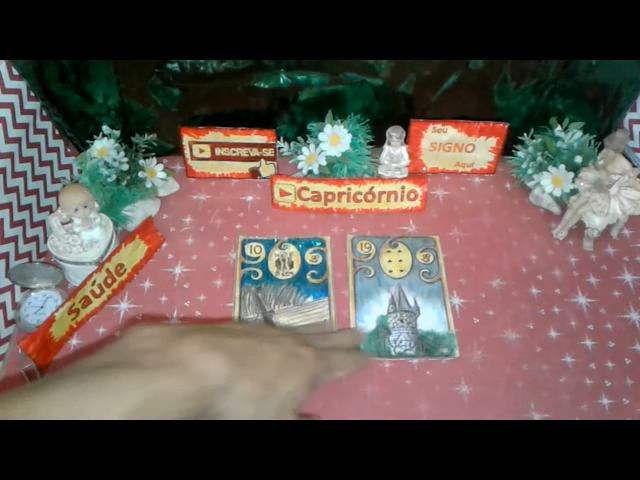 INSCREVA-SE
Seu
SIGNO
Aqui
Capricórnio
Saúde
10
19